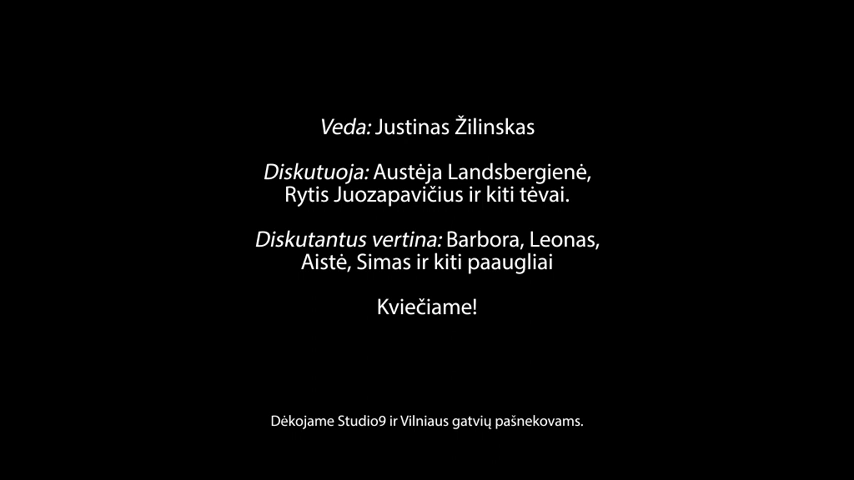 Veda: Justinas Žilinskas
Diskutuoja: Austėja Landsbergienė,
Rytis Juozapavičius ir kiti tėvai.
Diskutantus vertina: Barbora, Leonas,
Aistė, Simas ir kiti paaugliai
Kviečiame!
Dėkojame Studio9 ir Vilniaus gatvių pašnekovams.